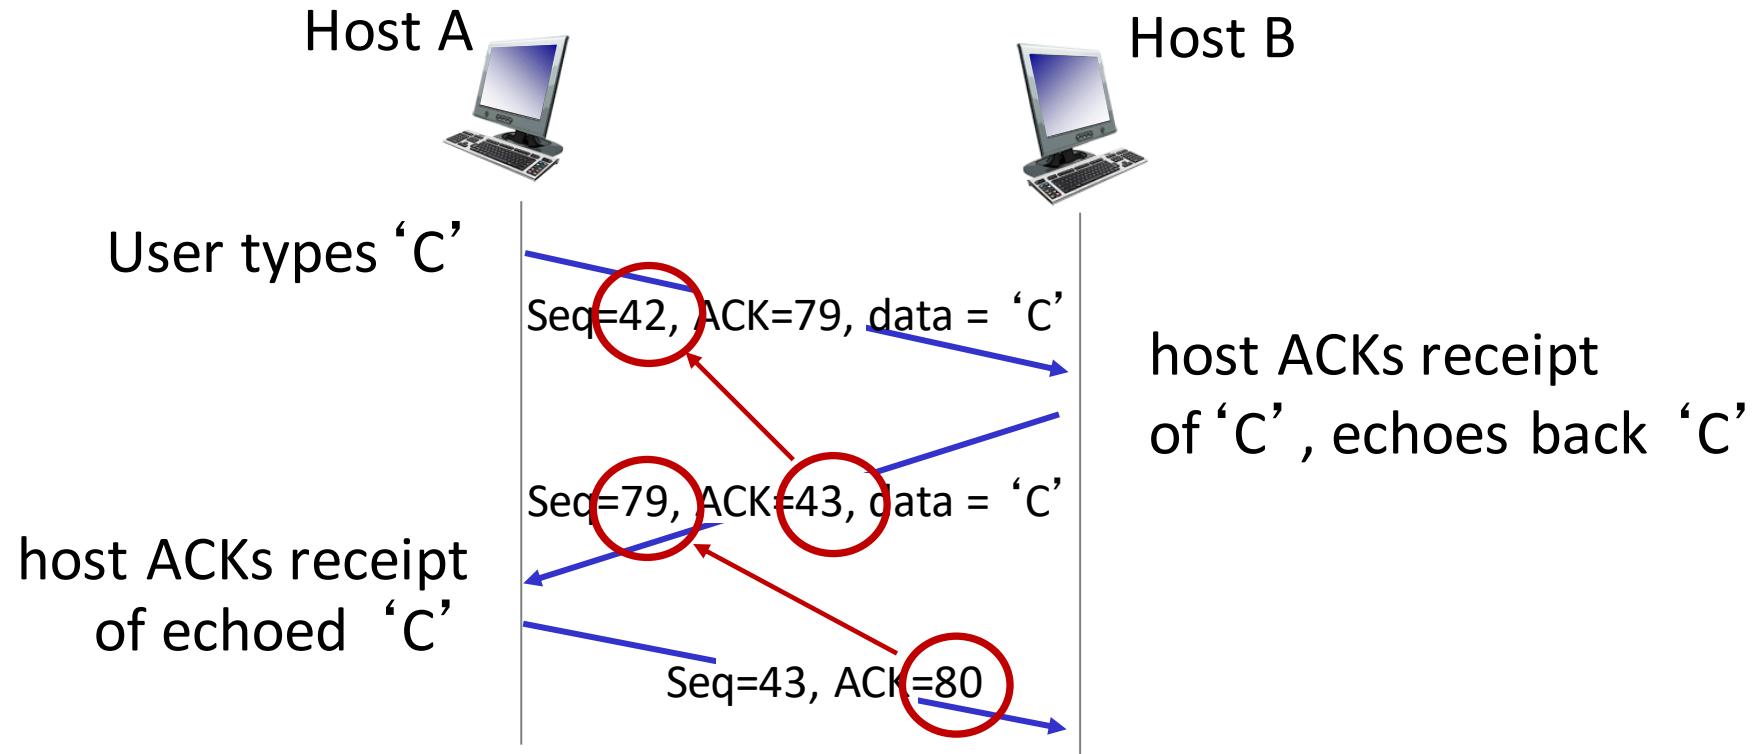 Host A
Host B
User types ‘C’
Seq=42, ACK=79, data = ‘C’
host ACKs receipt
of ‘C’, echoes back ‘C’
Seq=79, ACK=43, data = ‘C’
host ACKs receipt
of echoed ‘C’
Seq=43, ACK=80